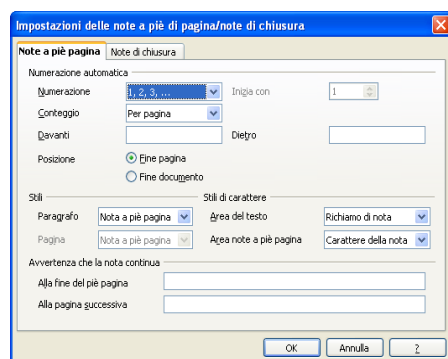 Impostazioni delle note a piè di pagina/note di chiusura
Note a piè pagina Note di chiusura
Numerazione automatica
Numerazione 1, 2, 3, ... Inizia con 1
Conteggio Per pagina
Davanti Dietro
Posizione Fine pagina
Fine documento
Stili Stili di carattere
Paragrafo Nota a piè pagina Area del testo Richiamo di nota
Pagina Nota a piè pagina Area note a piè pagina Carattere della nota
Avvertenza che la nota continua
Alla fine del piè pagina
Alla pagina successiva
OK Annulla ?